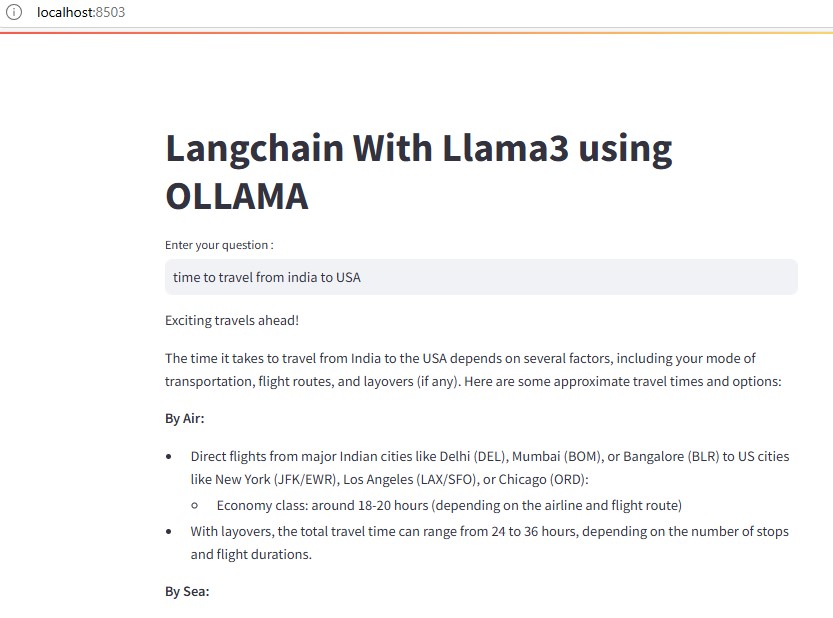 localhost:8503
Langchain With Llama3 using
OLLAMA
Enter your question :
time to travel from india to USA
Exciting travels ahead!
The time it takes to travel from India to the USA depends on several factors, including your mode of
transportation, flight routes, and layovers (if any). Here are some approximate travel times and options:
By Air:
• Direct flights from major Indian cities like Delhi (DEL), Mumbai (BOM), or Bangalore (BLR) to US cities
like New York (JFK/EWR), Los Angeles (LAX/SFO), or Chicago (ORD):
○ Economy class: around 18-20 hours (depending on the airline and flight route)
• With layovers, the total travel time can range from 24 to 36 hours, depending on the number of stops
and flight durations.
By Sea: